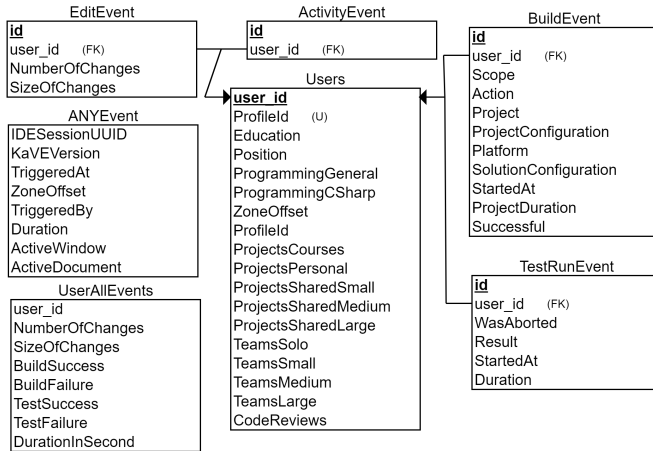 EditEvent
id
user_id (FK)
NumberOfChanges
SizeOfChanges
ActivityEvent
id
user_id (FK)
BuildEvent
id
user_id (FK)
Scope
Action
Project
ProjectConfiguration
Platform
SolutionConfiguration
StartedAt
ProjectDuration
Successful
Users
user_id
ProfileId (U)
Education
Position
ProgrammingGeneral
ProgrammingCSharp
ZoneOffset
ProfileId
ProjectsCourses
ProjectsPersonal
ProjectsSharedSmall
ProjectsSharedMedium
ProjectsSharedLarge
TeamsSolo
TeamsSmall
TeamsMedium
TeamsLarge
CodeReviews
ANYEvent
IDESessionUUID
KaVEVersion
TriggeredAt
ZoneOffset
TriggeredBy
Duration
ActiveWindow
ActiveDocument
TestRunEvent
id
user_id (FK)
WasAborted
Result
StartedAt
Duration
UserAllEvents
user_id
NumberOfChanges
SizeOfChanges
BuildSuccess
BuildFailure
TestSuccess
TestFailure
DurationInSecond